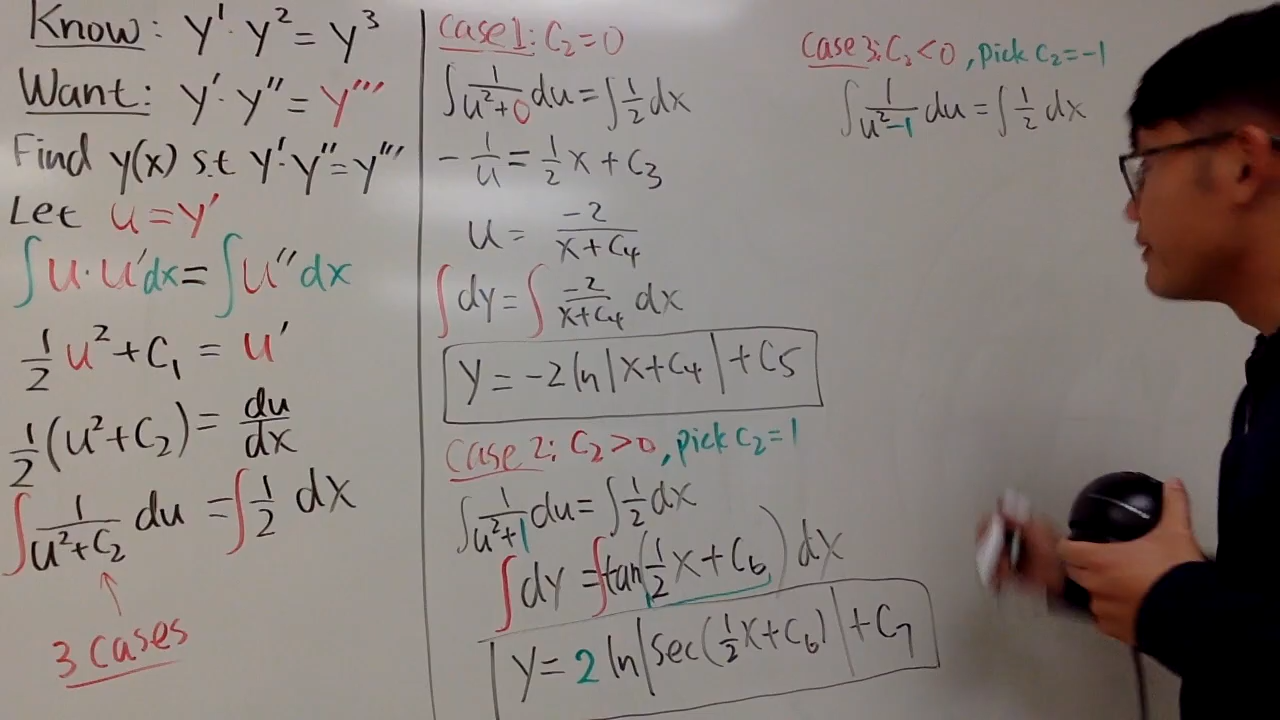 Know: y'·y² = y³
Want: y'·y'' = y'''
Find y(x) s.t y'·y''=y'''
Let u = y'
∫u·u'dx = ∫u''dx
1/2 u² + C₁ = u'
1/2(u²+C₂) = du/dx
∫ 1/(u²+C₂) du = ∫ 1/2 dx
3 cases
Case 1: C₂=0
∫ 1/(u²+0) du = ∫ 1/2 dx
- 1/u = 1/2 x + C₃
u = -2/(x+C₄)
∫dy = ∫ -2/(x+C₄) dx
y = -2 ln|x+C₄| + C₅
Case 2: C₂>0, pick C₂=1
∫ 1/(u²+1) du = ∫ 1/2 dx
∫dy = ∫tan(1/2 x + C₆) dx
y = 2 ln|sec(1/2 x+C₆)| + C₇
Case 3: C₂<0, pick C₂=-1
∫ 1/(u²-1) du = ∫ 1/2 dx